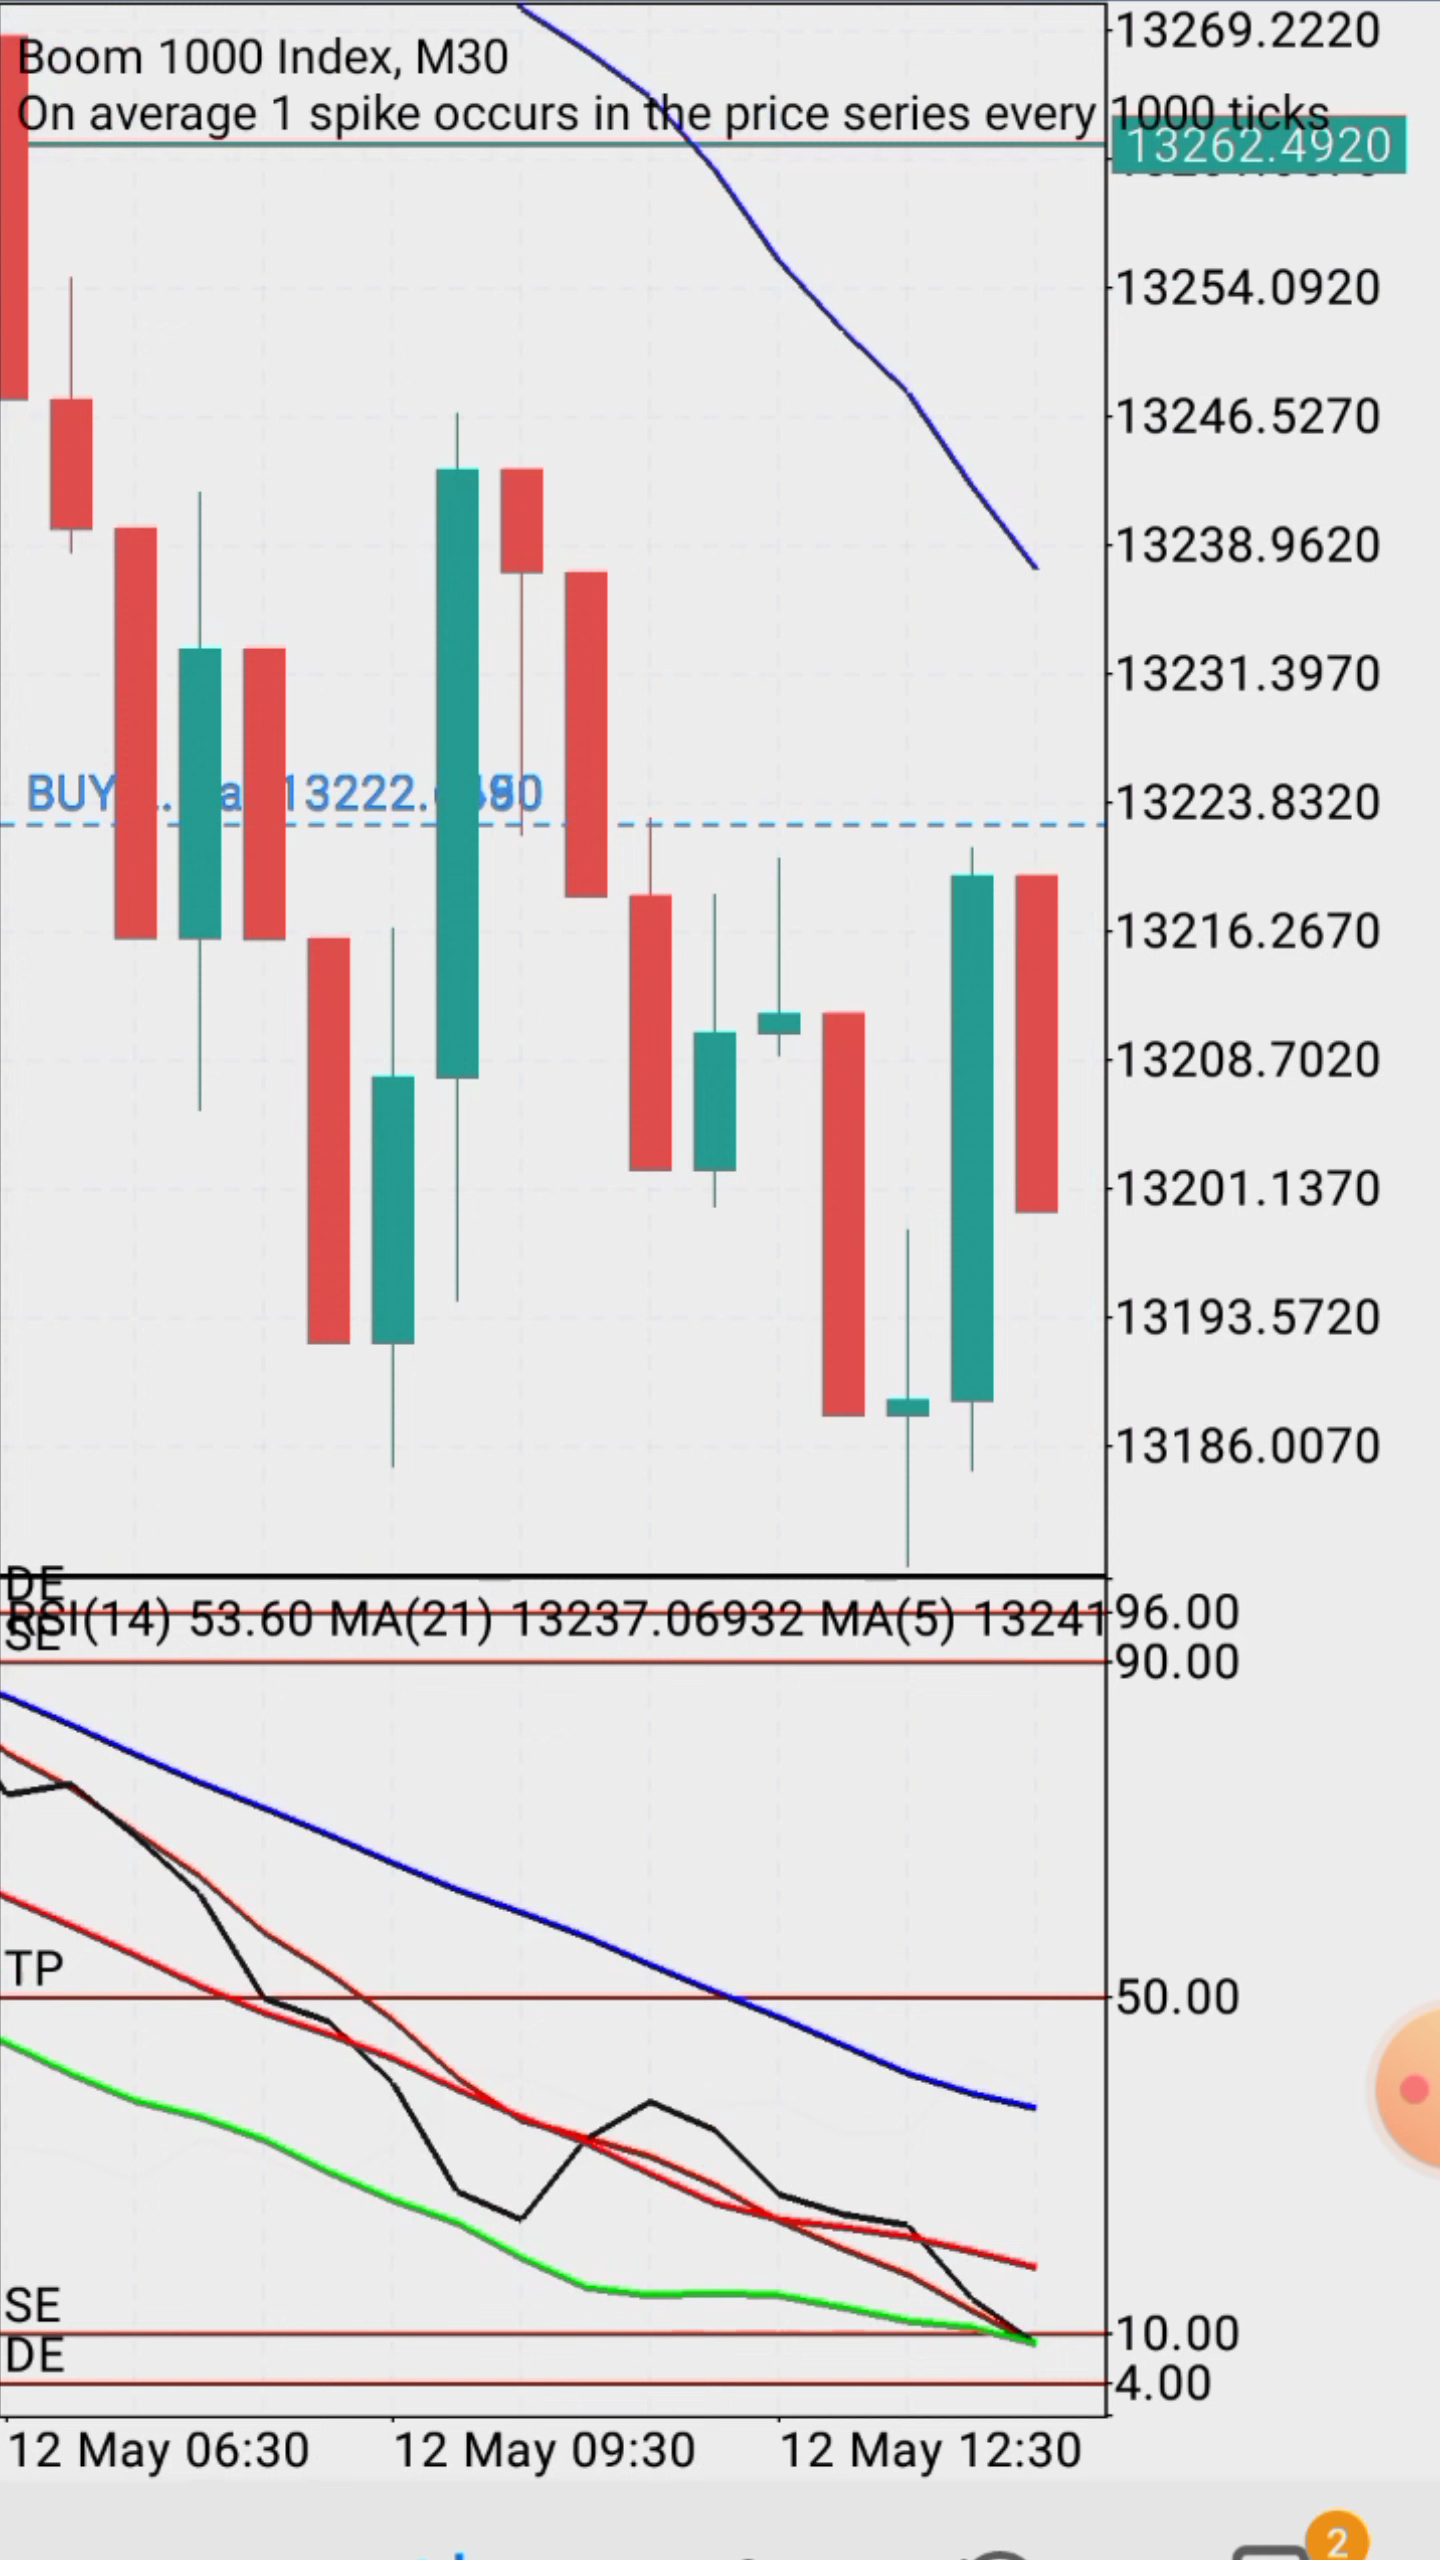 13269.2220
Boom 1000 Index, M30
On average 1 spike occurs in the price series every 1000 ticks
13262.4920
13254.0920
13246.5270
13238.9620
13231.3970
BUY 13222.
13223.8320
13216.2670
13208.7020
13201.1370
13193.5720
13186.0070
DE
RSI(14) 53.60 MA(21) 13237.06932 MA(5) 13241
96.00
SE
90.00
TP
50.00
SE
10.00
DE
4.00
12 May 06:30 12 May 09:30 12 May 12:30
2